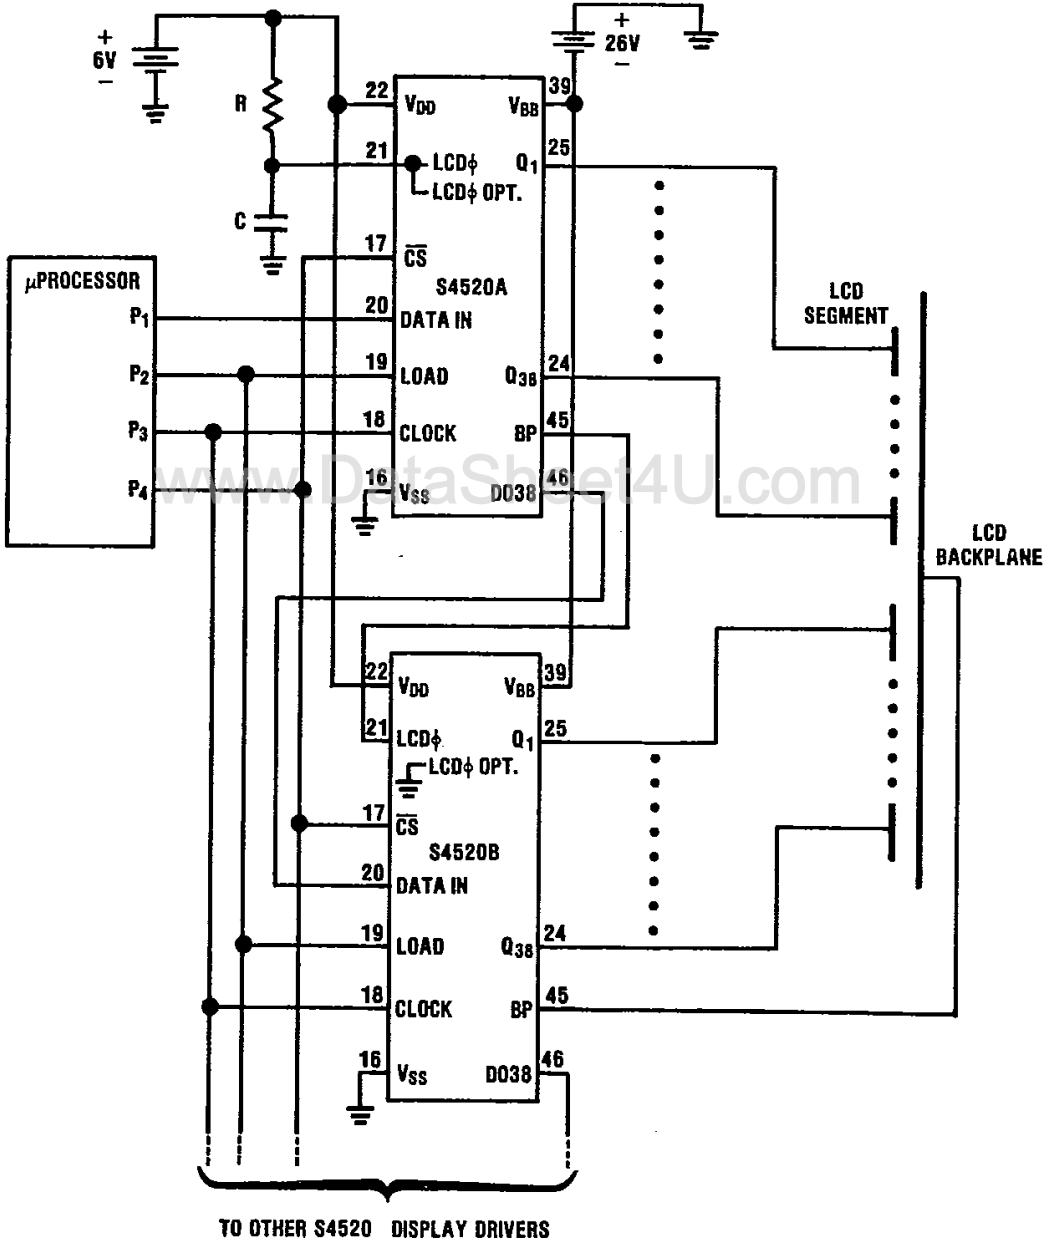 +
6V
−
+
26V
−
R
C
22
VDD
21
LCDϕ
LCDϕ OPT.
17
CS
S4520A
20
DATA IN
19
LOAD
18
CLOCK
16
VSS
39
VBB
25
Q1
24
Q38
45
BP
46
DO38
μPROCESSOR
P1
P2
P3
P4
www.DataSheet4U.com
LCD
SEGMENT
LCD
BACKPLANE
22
VDD
21
LCDϕ
LCDϕ OPT.
17
CS
S4520B
20
DATA IN
19
LOAD
18
CLOCK
16
VSS
39
VBB
25
Q1
24
Q38
45
BP
46
DO38
TO OTHER S4520 DISPLAY DRIVERS